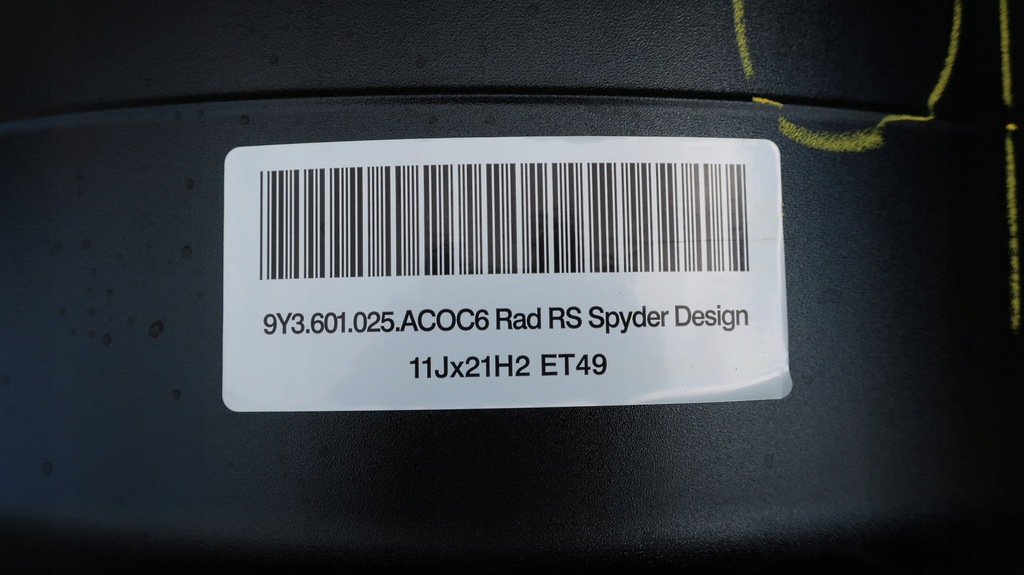 9Y3.601.025.ACOC6 Rad RS Spyder Design
11Jx21H2 ET49